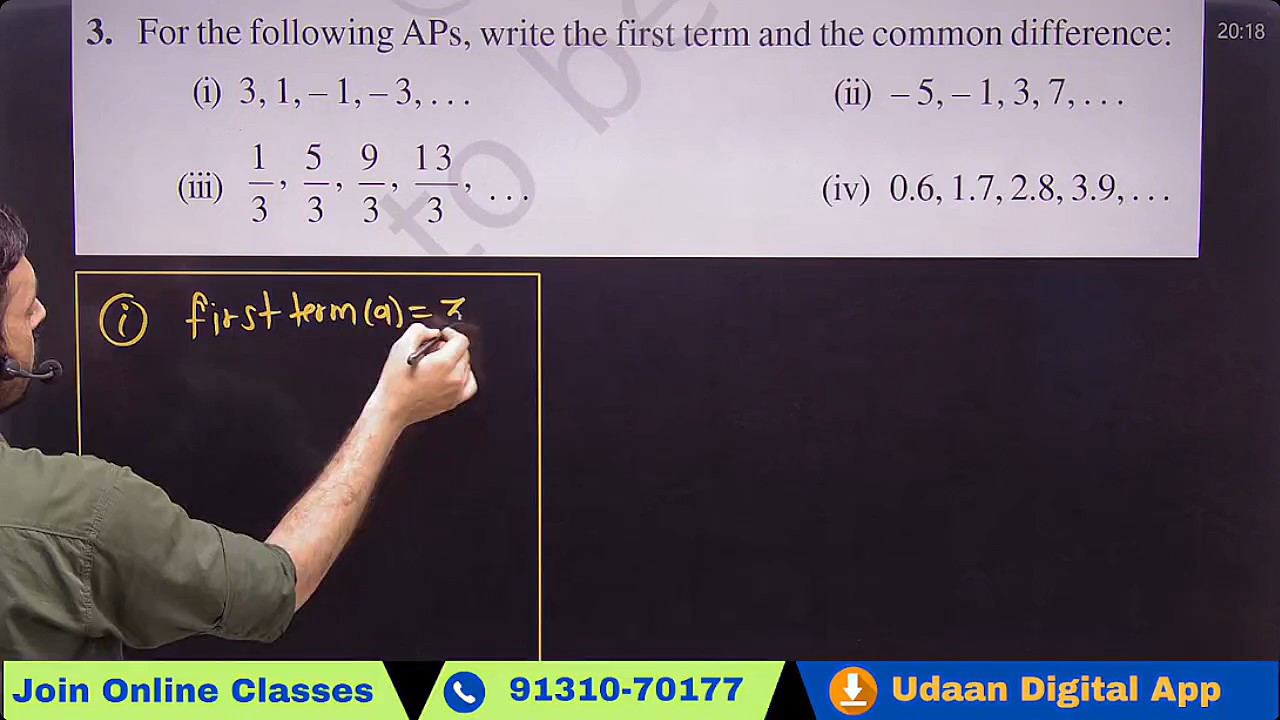 3. For the following APs, write the first term and the common difference:
20:18
(i) 3, 1, – 1, – 3, . . .
(ii) – 5, – 1, 3, 7, . . .
(iii) 1/3, 5/3, 9/3, 13/3, . . .
(iv) 0.6, 1.7, 2.8, 3.9, . . .
to be
(i) first term (a) = 3
Join Online Classes
91310-70177
Udaan Digital App